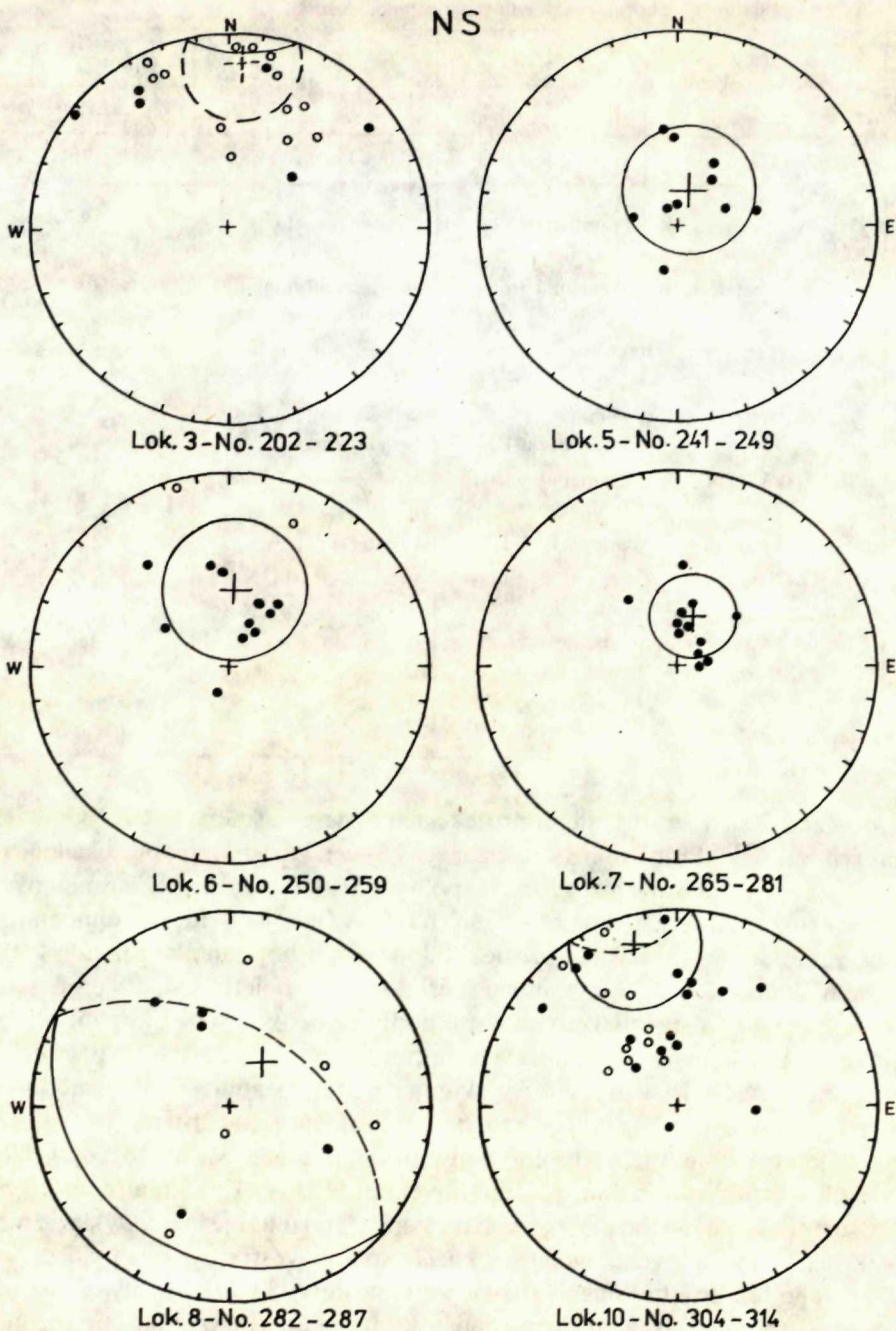 NS
N
N
W
E
Lok. 3 - No. 202 - 223
Lok. 5 - No. 241 - 249
W
E
Lok. 6 - No. 250 - 259
Lok. 7 - No. 265 - 281
W
E
Lok. 8 - No. 282 - 287
Lok. 10 - No. 304 - 314